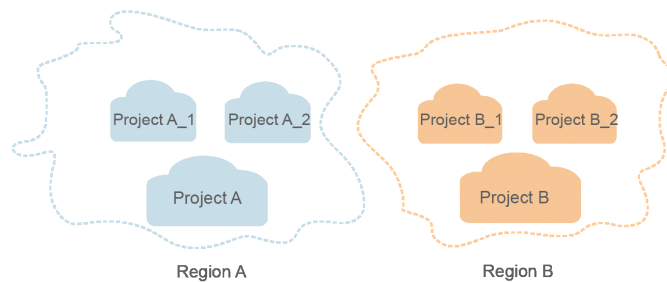 Project A_1
Project A_2
Project A
Region A
Project B_1
Project B_2
Project B
Region B